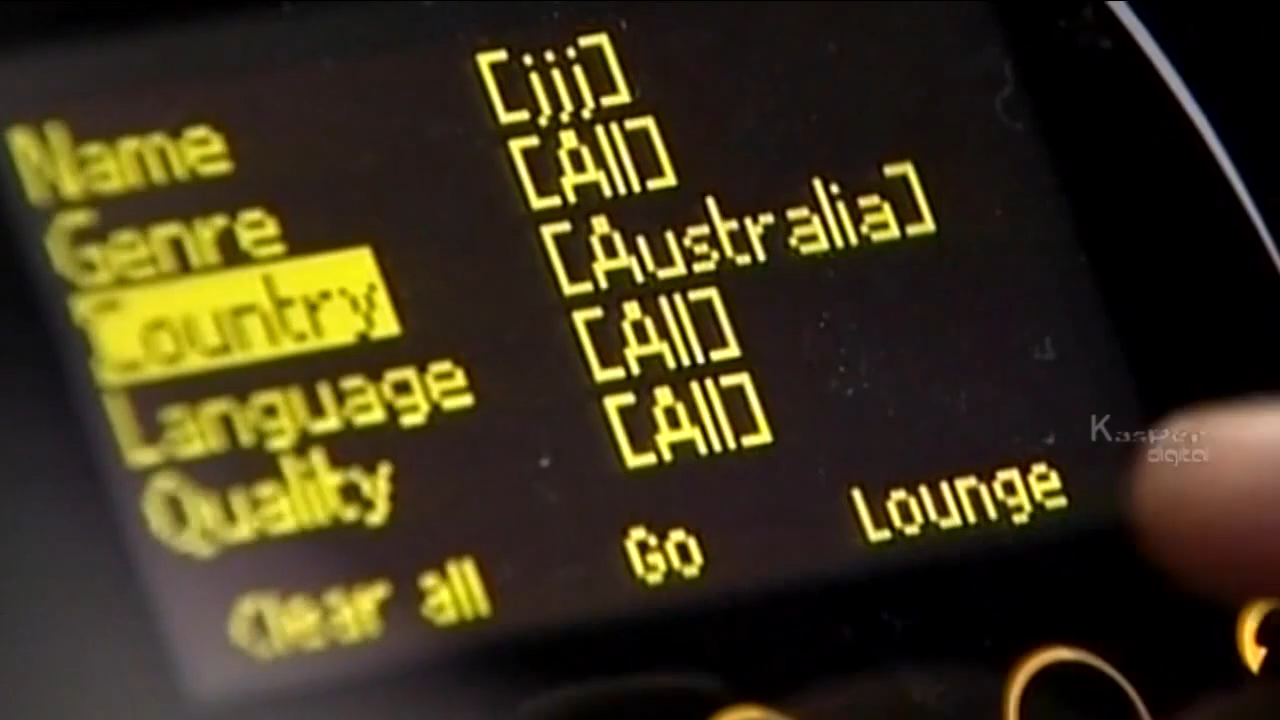 Name [jjj]
Genre [All]
Country [Australia]
Language [All]
Quality [All]
Clear all Go Lounge
Kasper
digital